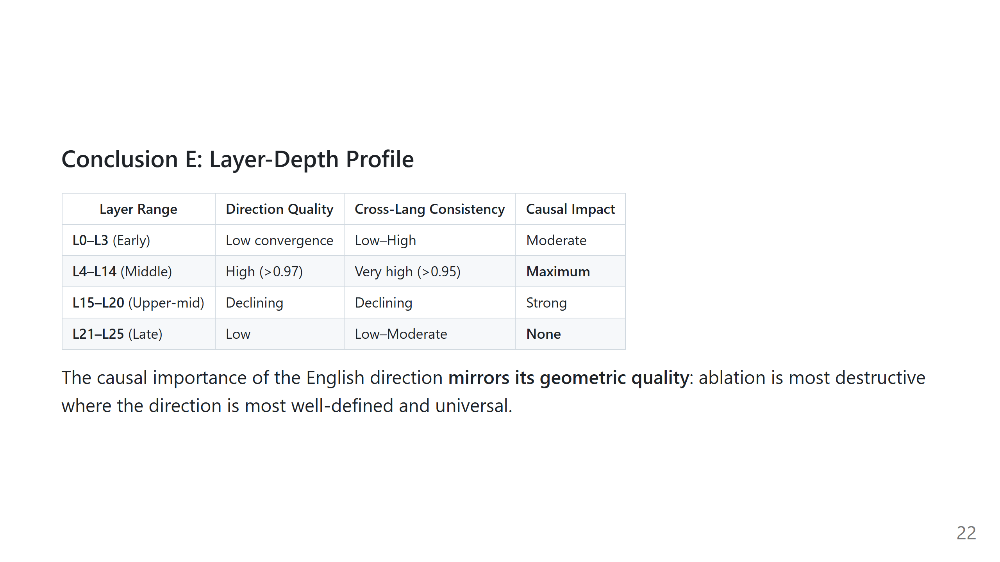 Conclusion E: Layer-Depth Profile
Layer Range Direction Quality Cross-Lang Consistency Causal Impact
L0–L3 (Early) Low convergence Low–High Moderate
L4–L14 (Middle) High (>0.97) Very high (>0.95) Maximum
L15–L20 (Upper-mid) Declining Declining Strong
L21–L25 (Late) Low Low–Moderate None
The causal importance of the English direction mirrors its geometric quality: ablation is most destructive
where the direction is most well-defined and universal.
22